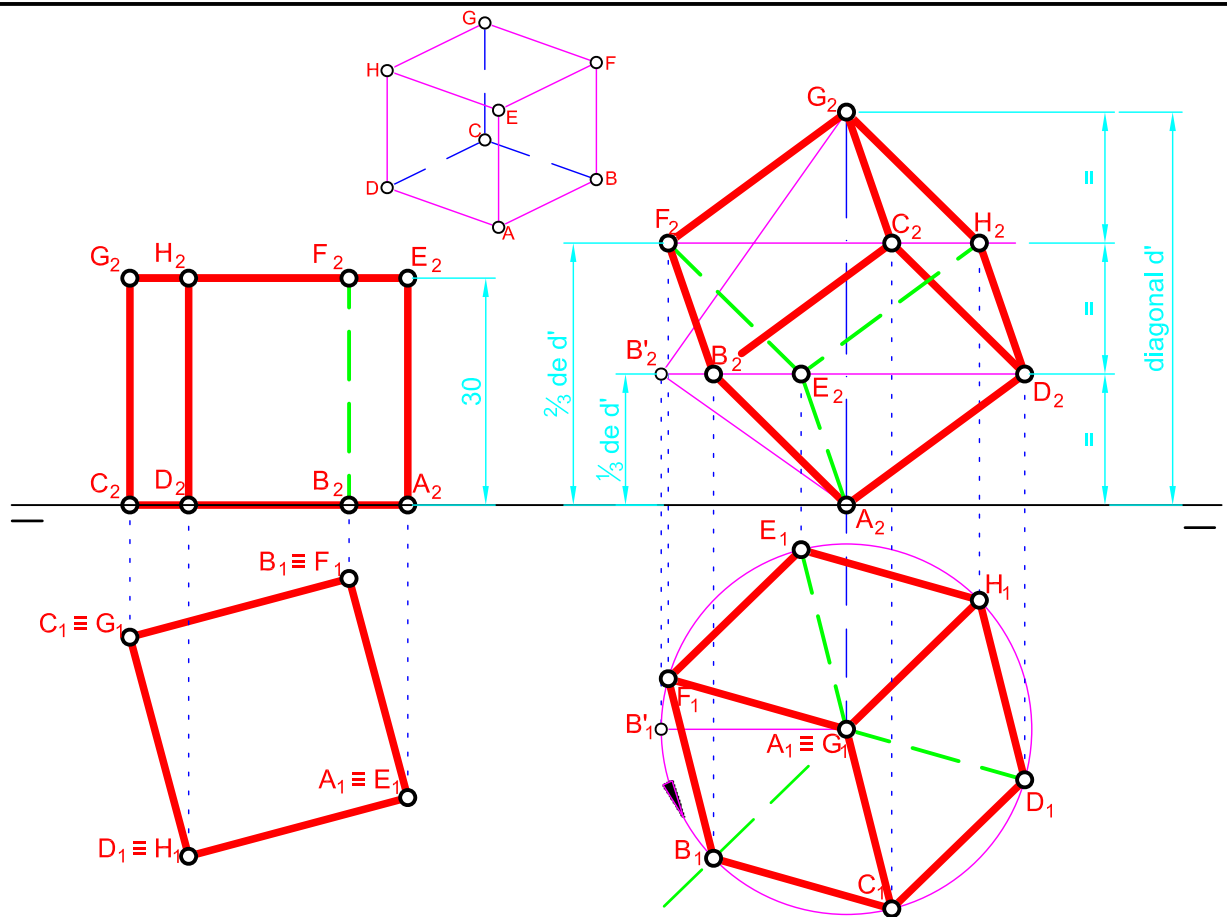 G
H
F
E
C
D
B
A
G₂ H₂ F₂ E₂
30
C₂ D₂ B₂ A₂
B₁ ≡ F₁
C₁ ≡ G₁
A₁ ≡ E₁
D₁ ≡ H₁
G₂
F₂ C₂ H₂
B'₂ B₂ E₂ D₂
A₂
⅔ de d'
⅓ de d'
=
=
=
diagonal d'
E₁
H₁
F₁
B'₁
A₁ ≡ G₁
D₁
B₁
C₁